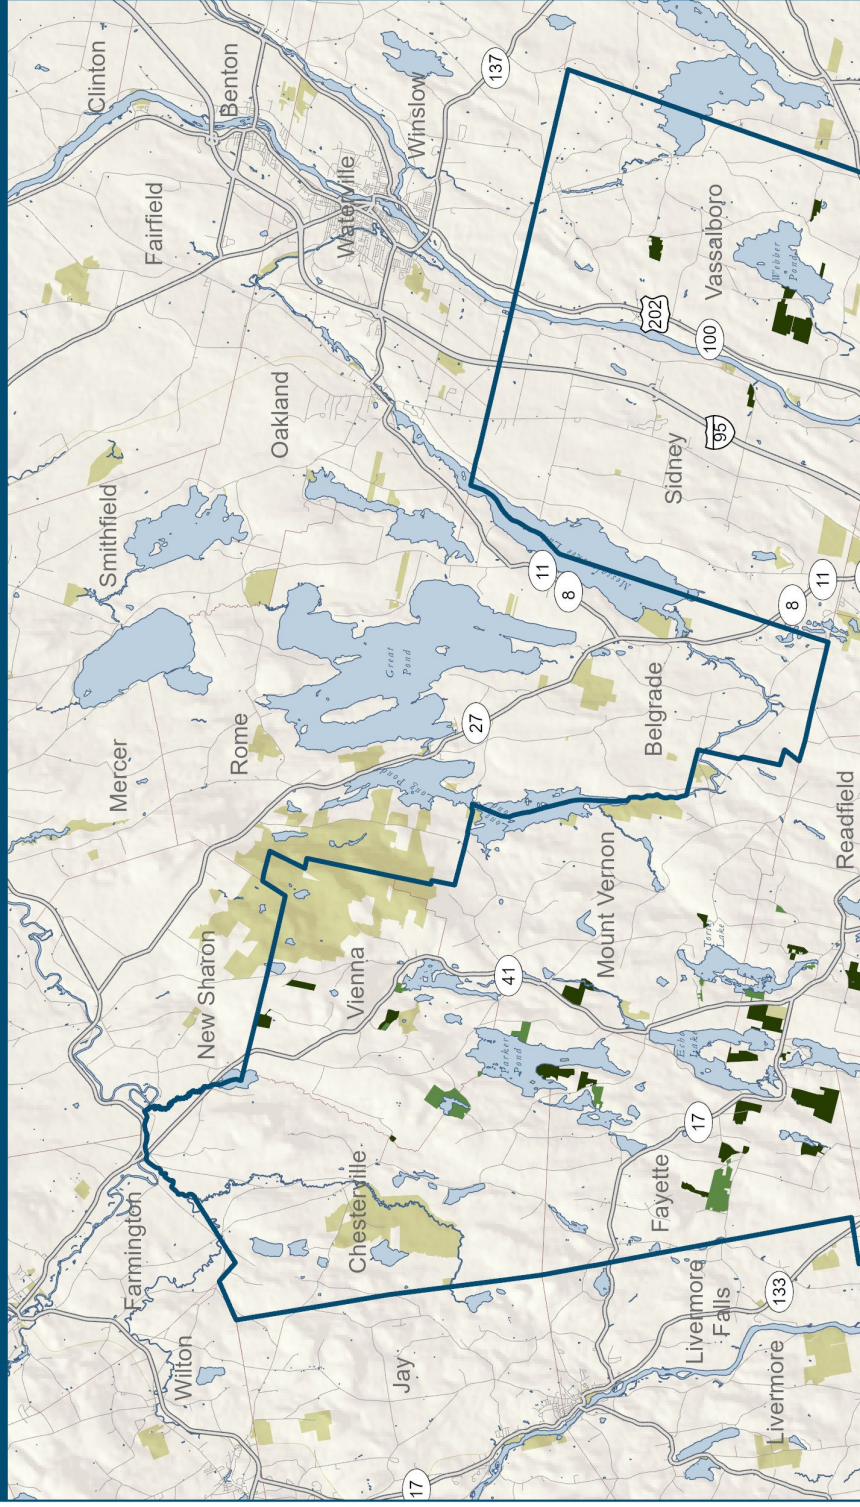 17
Wilton
Farmington
Mercer
Smithfield
Fairfield
Clinton
Jay
Chesterville
Vienna
New Sharon
Rome
Oakland
Benton
Waterville
Winslow
Great
Pond
Long Pond
27
41
137
Parker
Pond
Long
Pond
11
8
Messalonskee Lake
Mount Vernon
Belgrade
Fayette
17
Livermore
Falls
133
Livermore
Echo
Lake
Torsey
Lake
Sidney
202
100
95
Vassalboro
Webber
Pond
8
11
Readfield